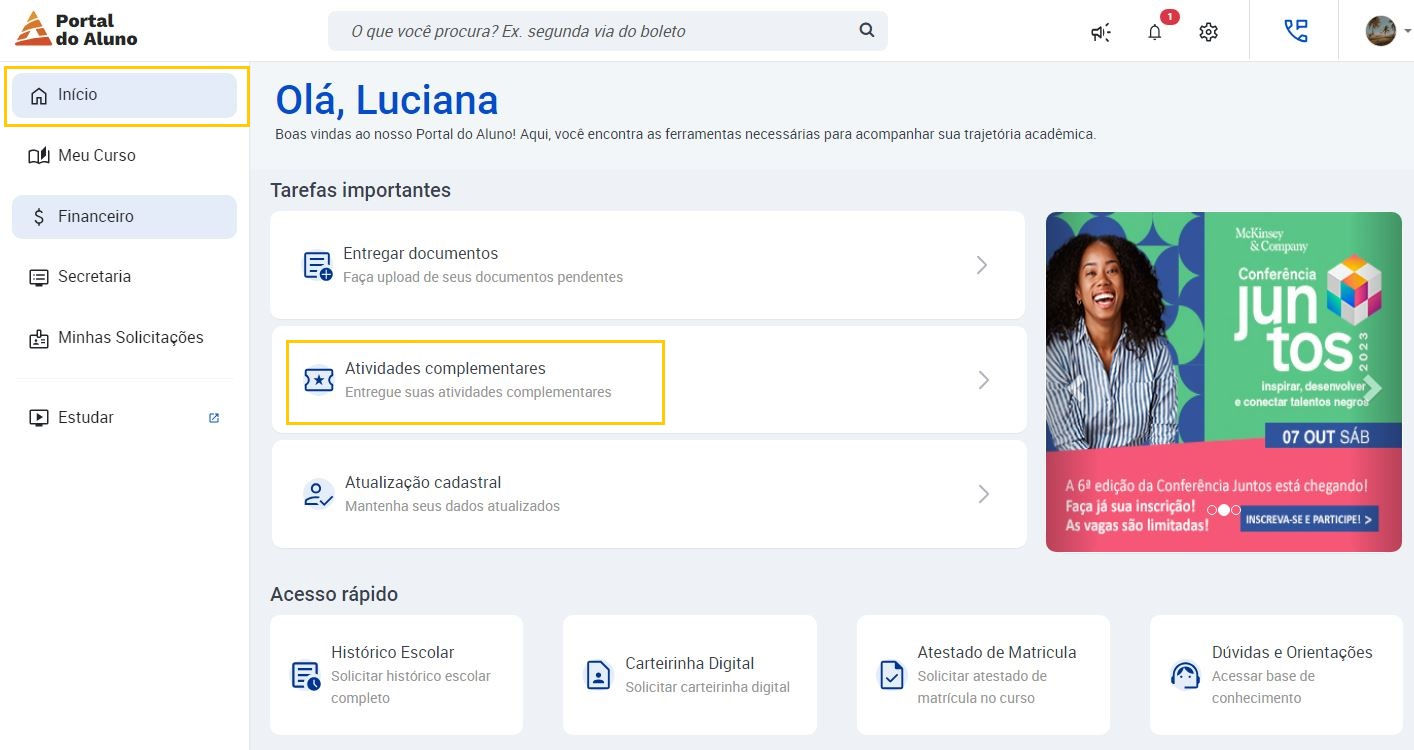 Portal
do Aluno
O que você procura? Ex. segunda via do boleto
1
Início
Meu Curso
Financeiro
Secretaria
Minhas Solicitações
Estudar
Olá, Luciana
Boas vindas ao nosso Portal do Aluno! Aqui, você encontra as ferramentas necessárias para acompanhar sua trajetória acadêmica.
Tarefas importantes
Entregar documentos
Faça upload de seus documentos pendentes
Atividades complementares
Entregue suas atividades complementares
Atualização cadastral
Mantenha seus dados atualizados
McKinsey
& Company
Conferência
jun
tos
2023
inspirar, desenvolver
e conectar talentos negros
07 OUT SÁB
A 6ª edição da Conferência Juntos está chegando!
Faça já sua inscrição!
As vagas são limitadas!
INSCREVA-SE E PARTICIPE! >
Acesso rápido
Histórico Escolar
Solicitar histórico escolar
completo
Carteirinha Digital
Solicitar carteirinha digital
Atestado de Matricula
Solicitar atestado de
matrícula no curso
Dúvidas e Orientações
Acessar base de
conhecimento